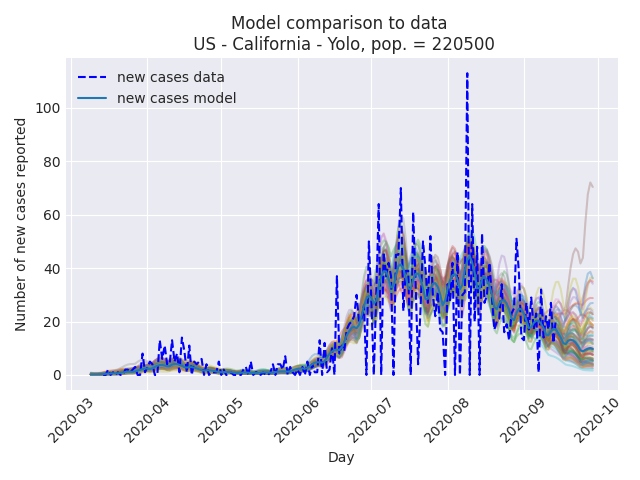 Model comparison to data
US - California - Yolo, pop. = 220500
new cases data
new cases model
Number of new cases reported
100
80
60
40
20
0
2020-03
2020-04
2020-05
2020-06
2020-07
2020-08
2020-09
2020-10
Day